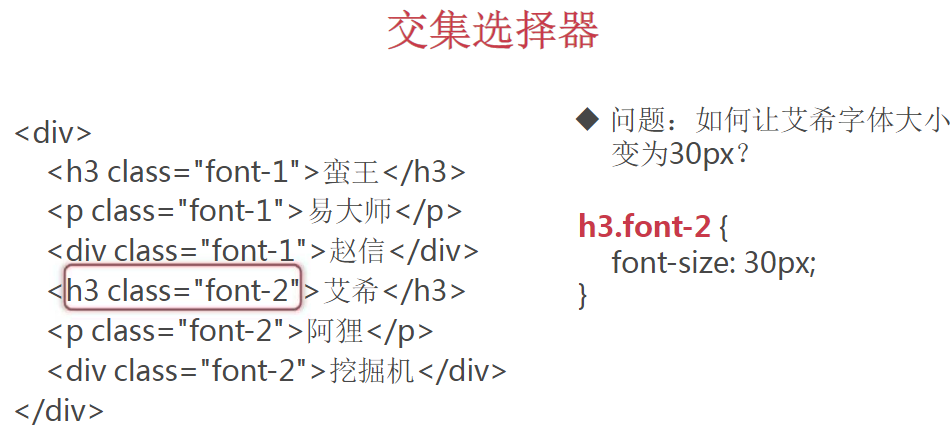 交集选择器
<div>
<h3 class="font-1">蛮王</h3>
<p class="font-1">易大师</p>
<div class="font-1">赵信</div>
<h3 class="font-2">艾希</h3>
<p class="font-2">阿狸</p>
<div class="font-2">挖掘机</div>
</div>
◆ 问题：如何让艾希字体大小
变为30px？
h3.font-2 {
font-size: 30px;
}